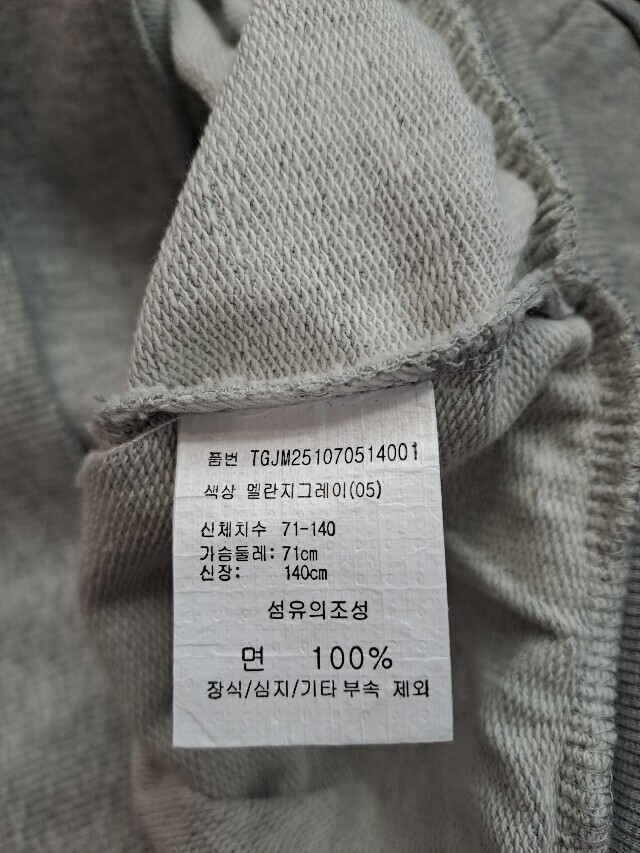 품번 TGJM251070514001
색상 멜란지그레이(05)
신체치수 71-140
가슴둘레: 71cm
신장: 140cm
섬유의조성
면 100%
장식/심지/기타 부속 제외